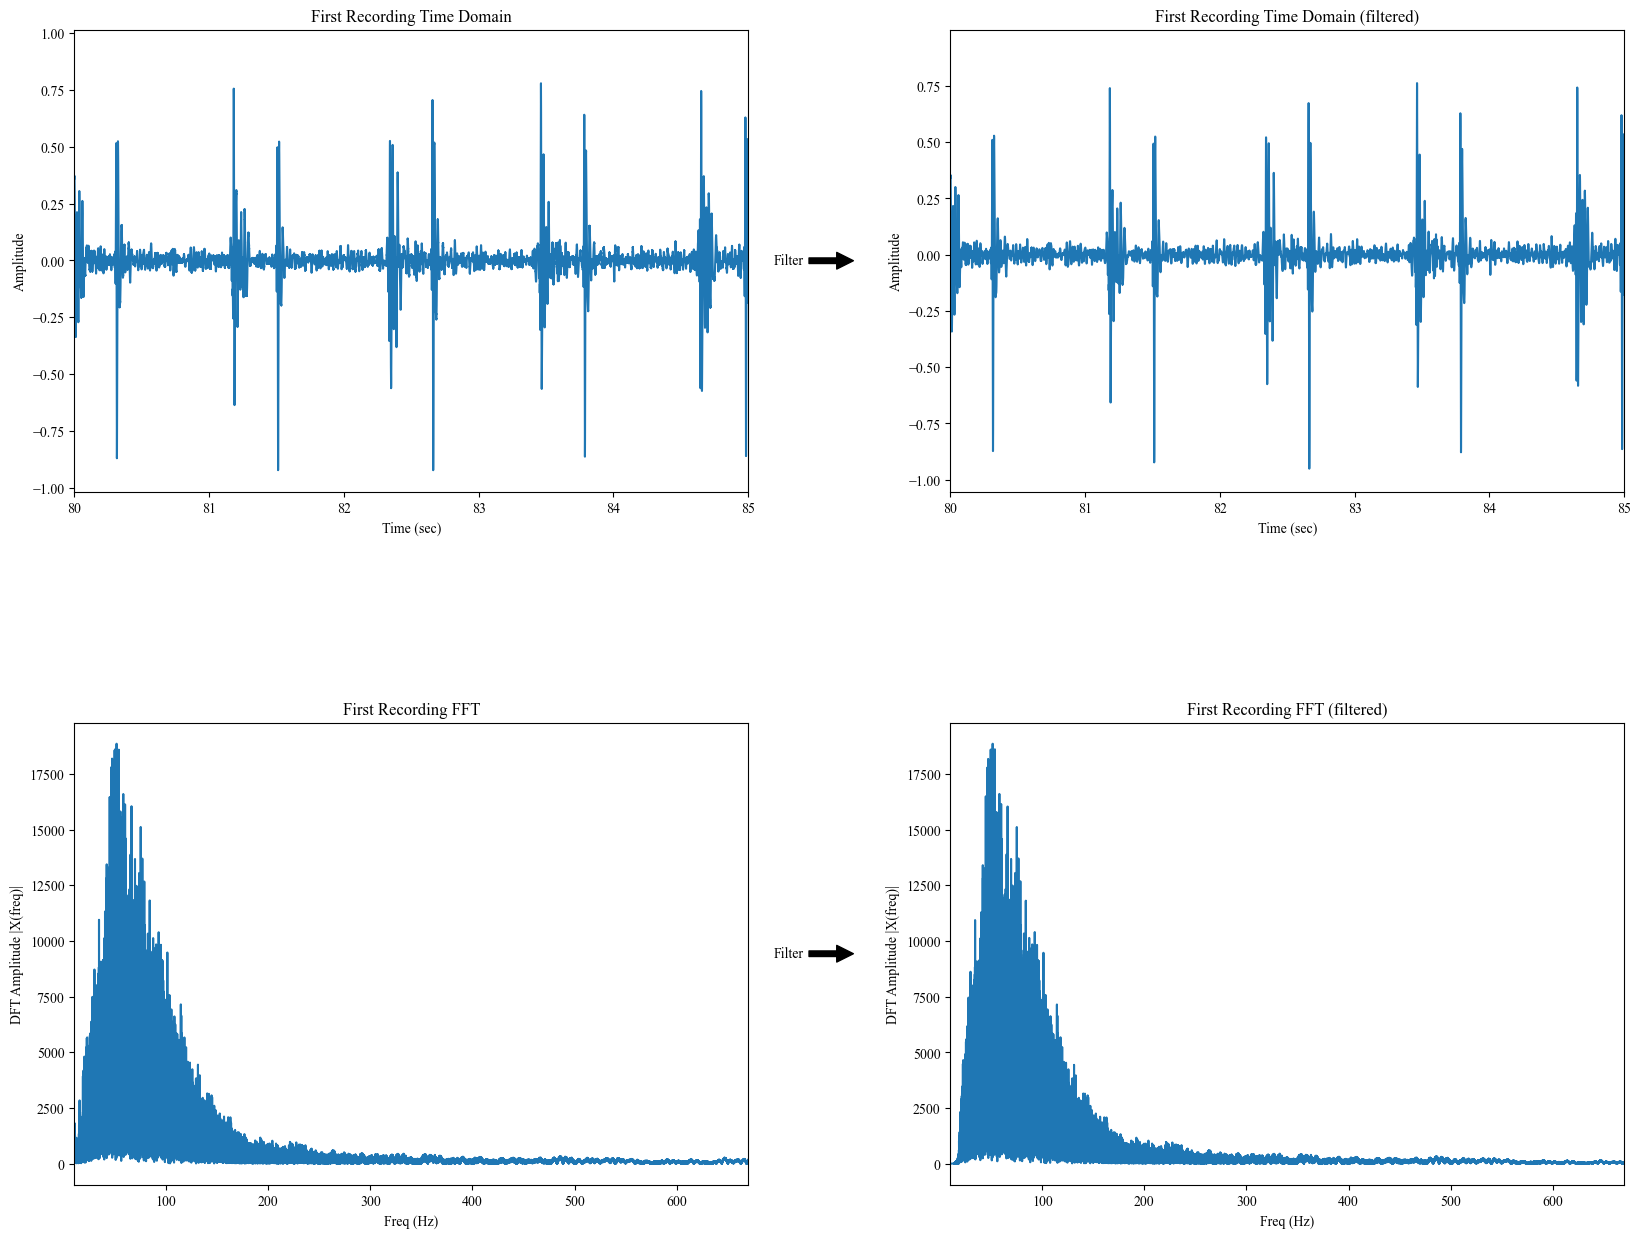 First Recording Time Domain
1.00
0.75
0.50
0.25
0.00
−0.25
−0.50
−0.75
−1.00
Amplitude
80 81 82 83 84 85
Time (sec)
Filter
First Recording Time Domain (filtered)
0.75
0.50
0.25
0.00
−0.25
−0.50
−0.75
−1.00
Amplitude
80 81 82 83 84 85
Time (sec)
First Recording FFT
17500
15000
12500
10000
7500
5000
2500
0
DFT Amplitude |X(freq)|
100 200 300 400 500 600
Freq (Hz)
Filter
First Recording FFT (filtered)
17500
15000
12500
10000
7500
5000
2500
0
DFT Amplitude |X(freq)|
100 200 300 400 500 600
Freq (Hz)